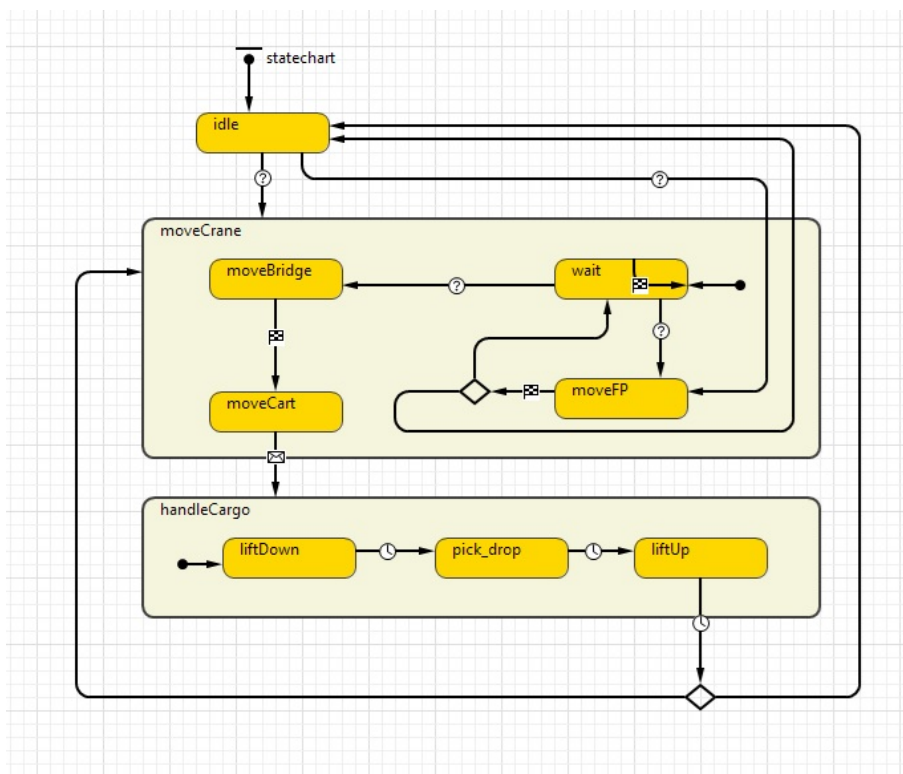 statechart
idle
moveCrane
moveBridge
wait
moveCart
moveFP
handleCargo
liftDown
pick_drop
liftUp